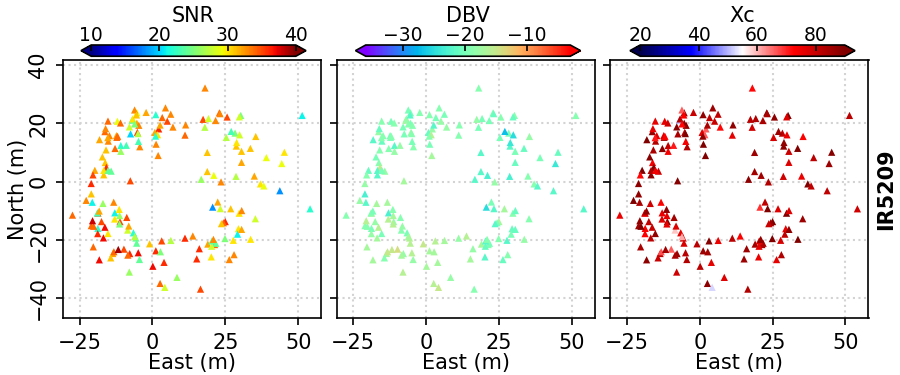 SNR DBV Xc
10 20 30 40 −30 −20 −10 20 40 60 80
40
20
0
−20
−40
North (m)
IR5209
−25 0 25 50 −25 0 25 50 −25 0 25 50
East (m) East (m) East (m)